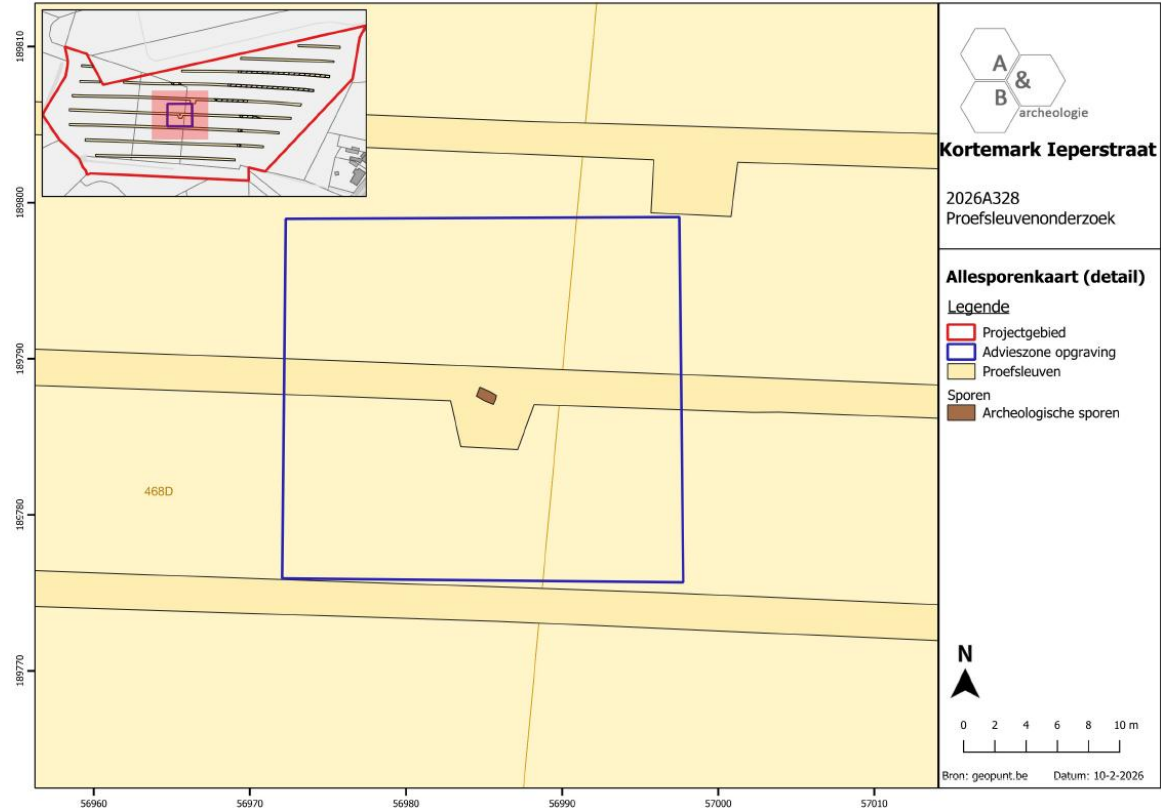 A
&
B
archeologie
Kortemark Ieperstraat
2026A328
Proefsleuvenonderzoek
Allesporenkaart (detail)
Legende
Projectgebied
Advieszone opgraving
Proefsleuven
Sporen
Archeologische sporen
N
0 2 4 6 8 10 m
Bron: geopunt.be Datum: 10-2-2026
189810
189800
189790
189780
189770
468D
56960 56970 56980 56990 57000 57010